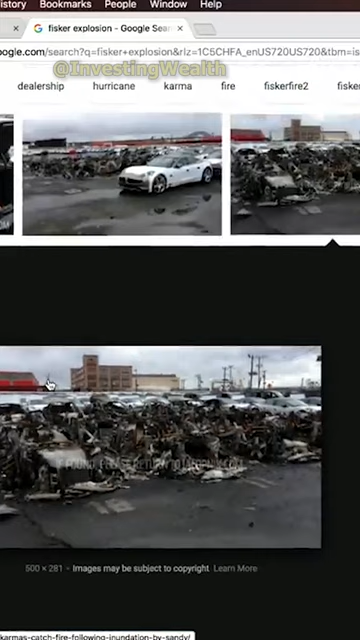 istory Bookmarks People Window Help
fisker explosion - Google Sear
oogle.com/search?q=fisker+explosion&rlz=1C5CHFA_enUS720US720&tbm=is
@InvestingWealth
dealership hurricane karma fire fiskerfire2 fisker
500 × 281 - Images may be subject to copyright Learn More
karmas-catch-fire-following-inundation-by-sandy/